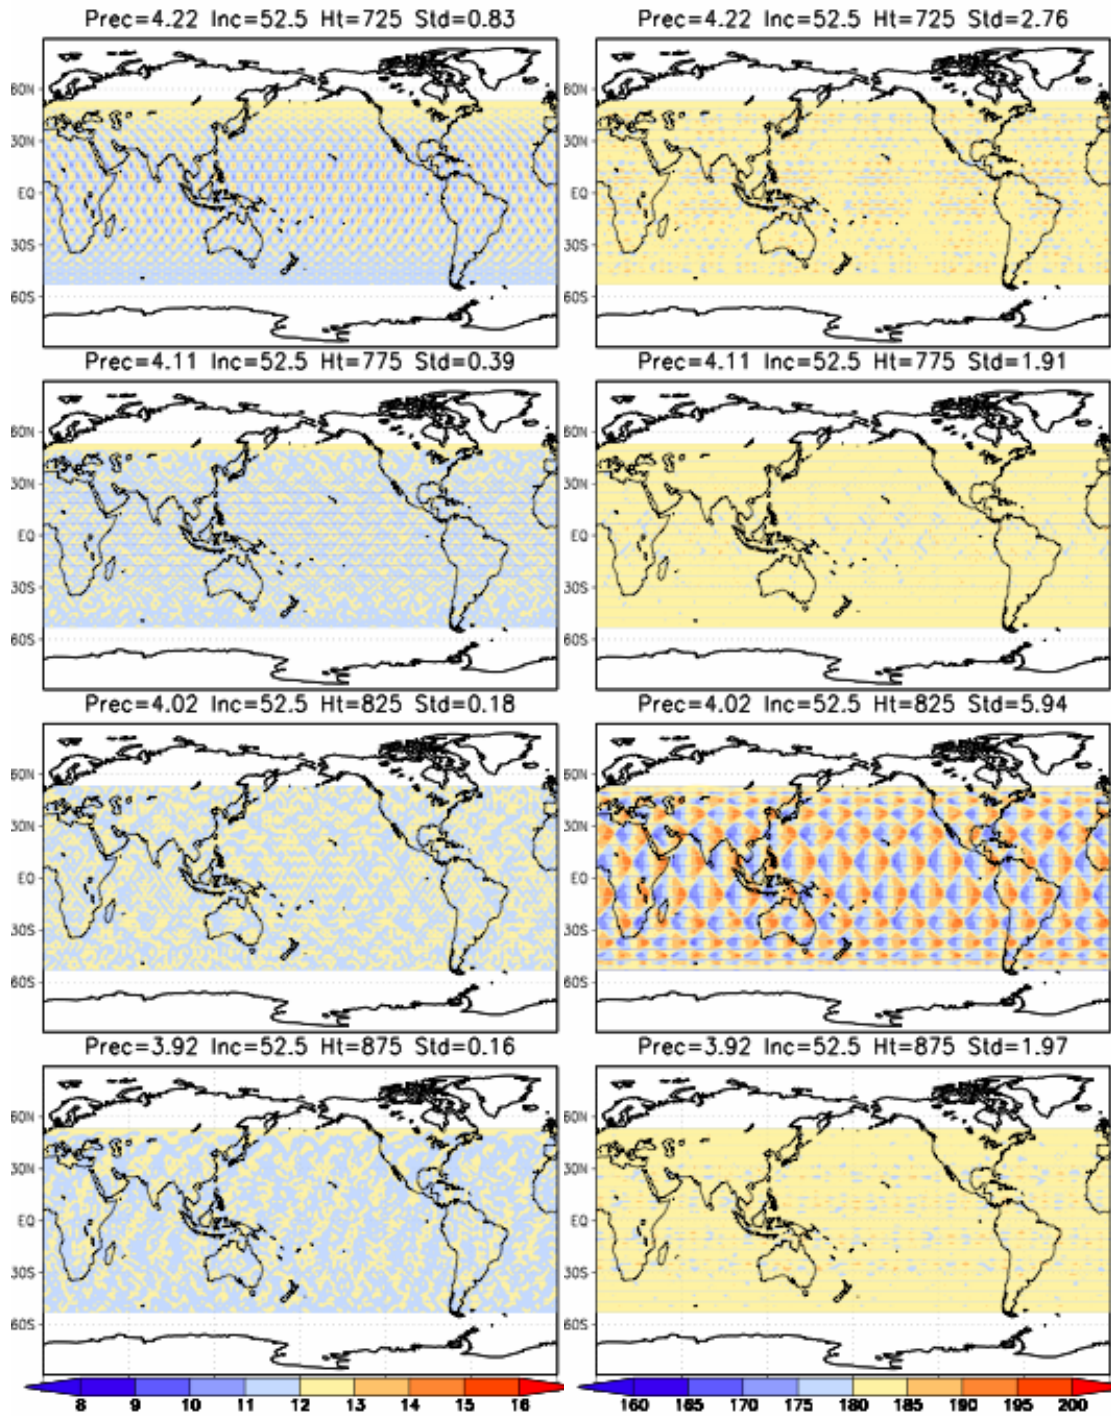 Prec=4.22 Inc=52.5 Ht=725 Std=0.83
Prec=4.22 Inc=52.5 Ht=725 Std=2.76
60N
30N
EQ
30S
60S
60N
30N
EQ
30S
60S
Prec=4.11 Inc=52.5 Ht=775 Std=0.39
Prec=4.11 Inc=52.5 Ht=775 Std=1.91
60N
30N
EQ
30S
60S
60N
30N
EQ
30S
60S
Prec=4.02 Inc=52.5 Ht=825 Std=0.18
Prec=4.02 Inc=52.5 Ht=825 Std=5.94
60N
30N
EQ
30S
60S
60N
30N
EQ
30S
60S
Prec=3.92 Inc=52.5 Ht=875 Std=0.16
Prec=3.92 Inc=52.5 Ht=875 Std=1.97
60N
30N
EQ
30S
60S
60N
30N
EQ
30S
60S
8 9 10 11 12 13 14 15 16
160 165 170 175 180 185 190 195 200